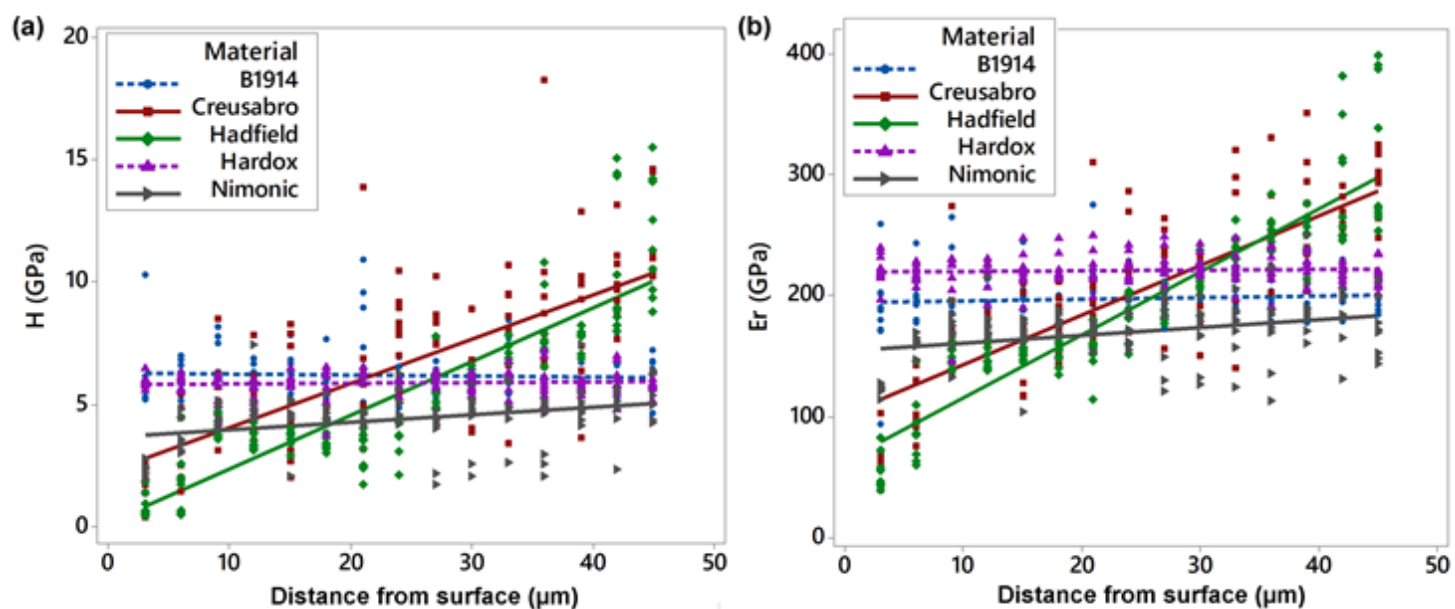 (a)
20
15
10
5
0
H (GPa)
Material
B1914
Creusabro
Hadfield
Hardox
Nimonic
0 10 20 30 40 50
Distance from surface (µm)
(b)
400
300
200
100
0
Er (GPa)
Material
B1914
Creusabro
Hadfield
Hardox
Nimonic
0 10 20 30 40 50
Distance from surface (µm)